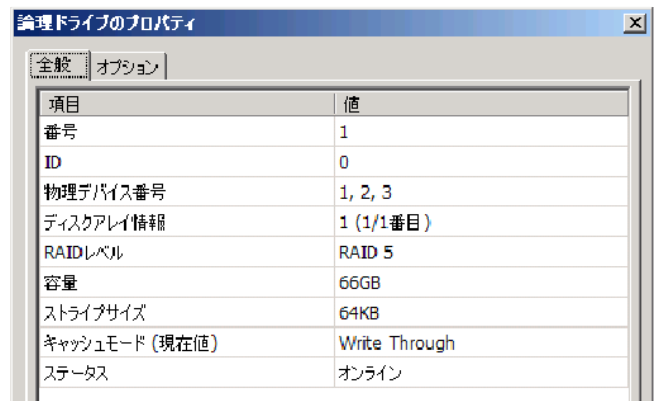 論理ドライブのプロパティ
全般 オプション
項目 値
番号 1
ID 0
物理デバイス番号 1, 2, 3
ディスクアレイ情報 1 (1/1番目)
RAIDレベル RAID 5
容量 66GB
ストライプサイズ 64KB
キャッシュモード (現在値) Write Through
ステータス オンライン